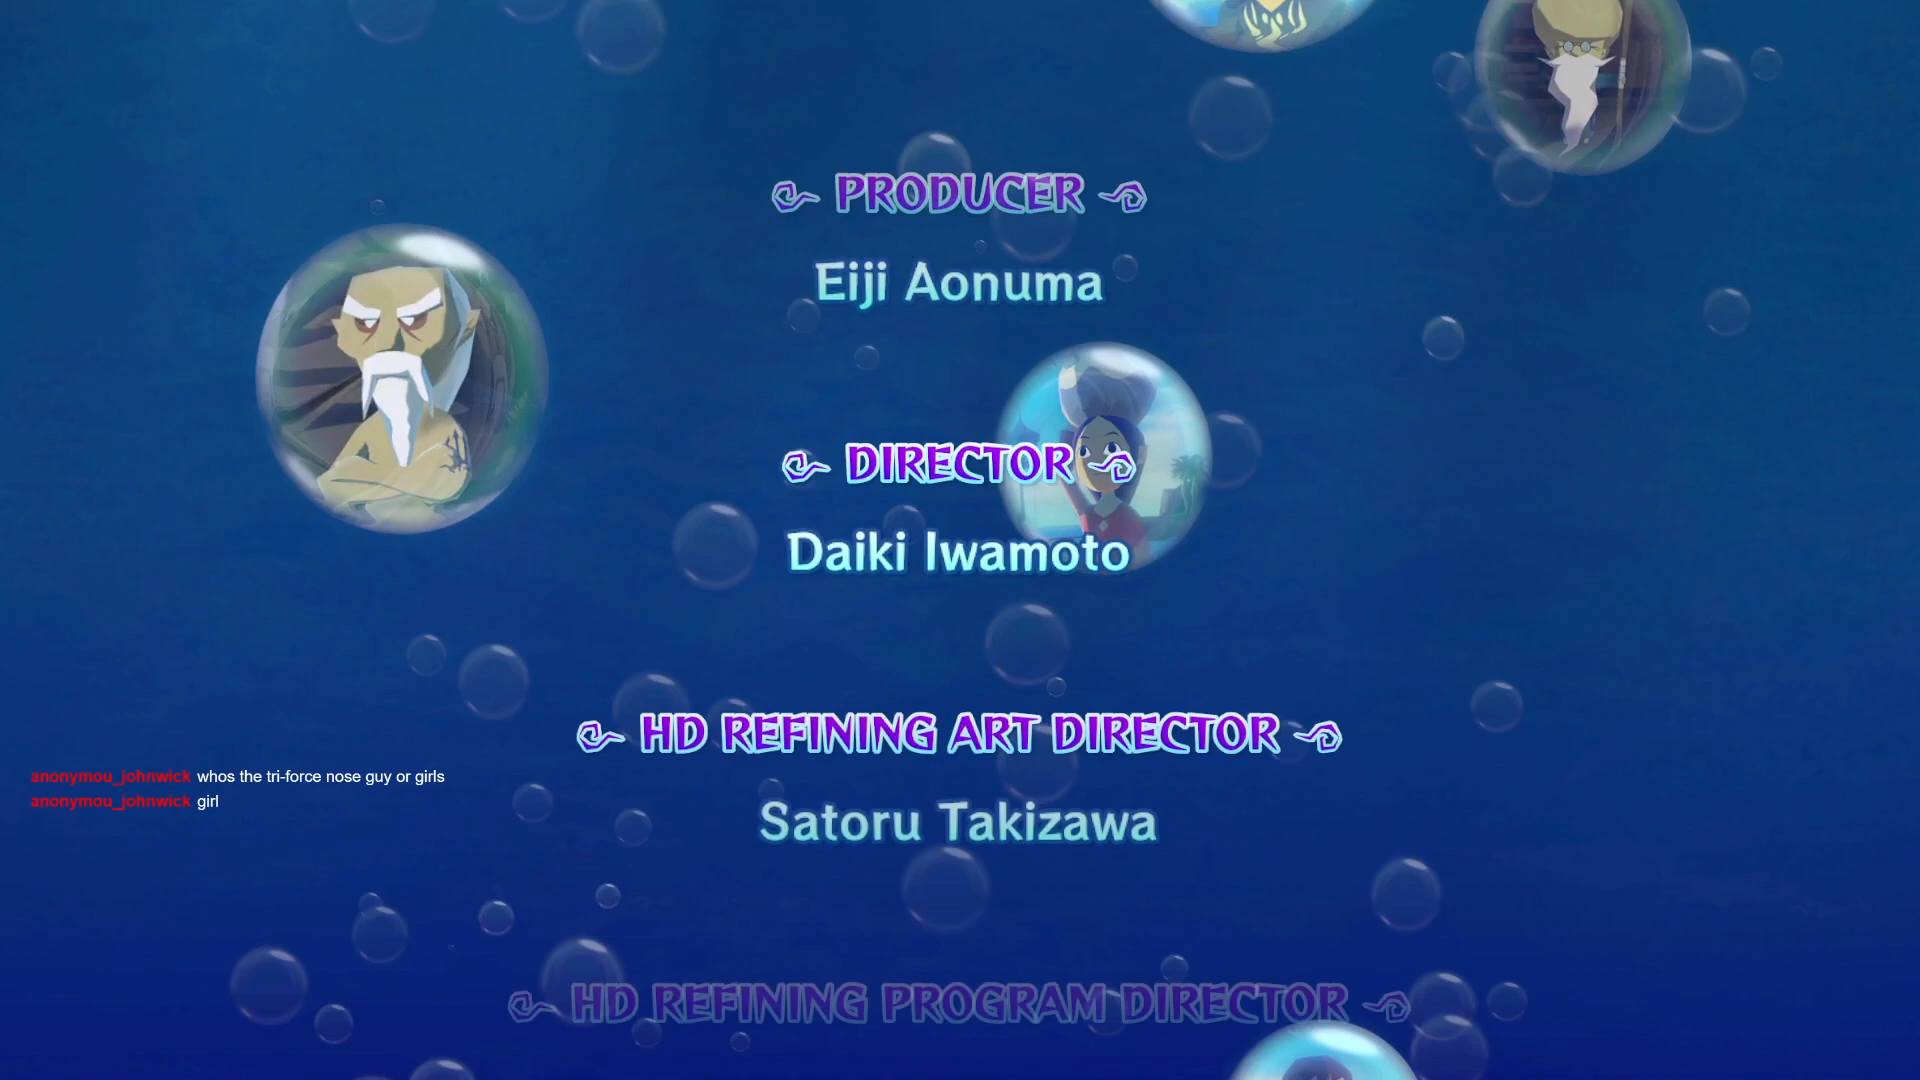 PRODUCER
Eiji Aonuma
DIRECTOR
Daiki Iwamoto
HD REFINING ART DIRECTOR
Satoru Takizawa
anonymou_johnwick whos the tri-force nose guy or girls
anonymou_johnwick girl
HD REFINING PROGRAM DIRECTOR